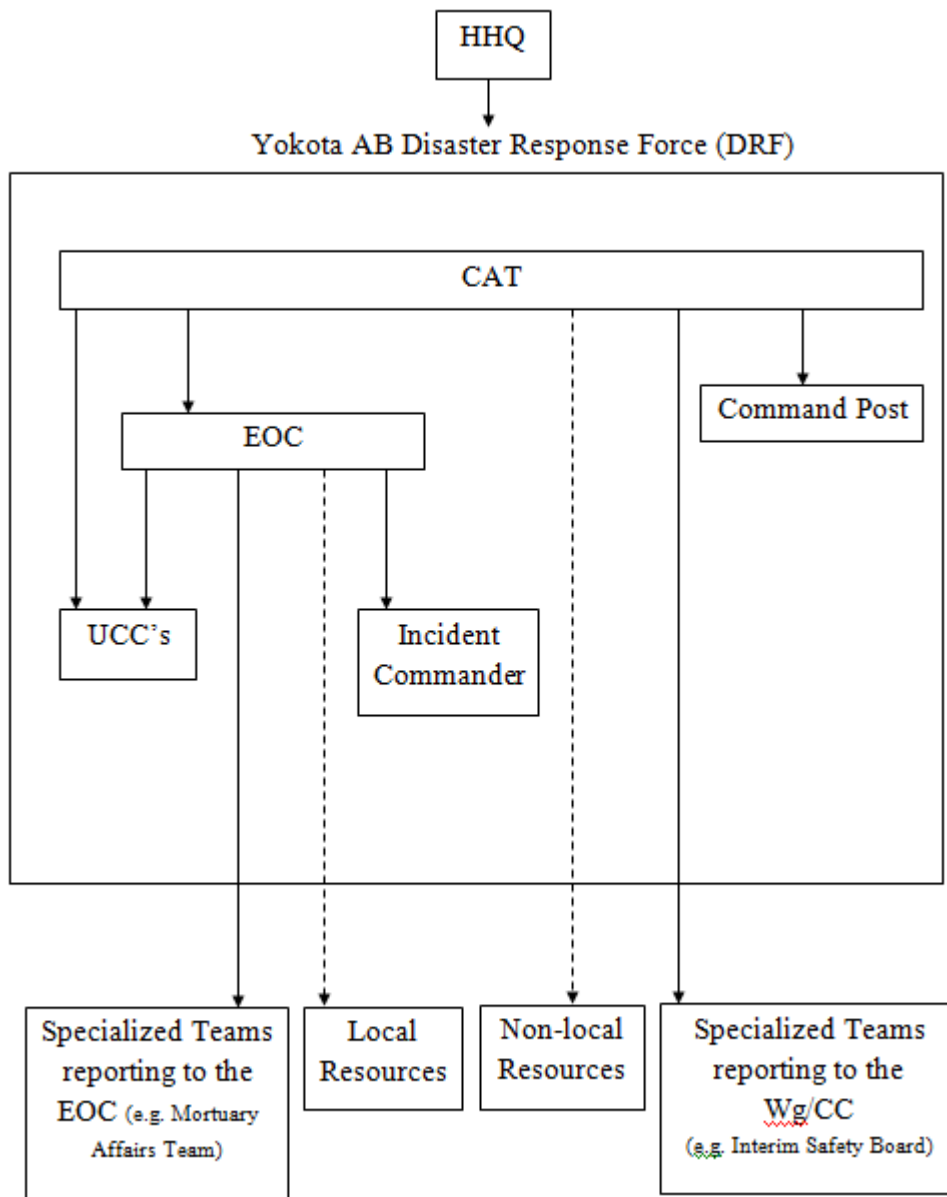 HHQ
Yokota AB Disaster Response Force (DRF)
CAT
Command Post
EOC
UCC’s
Incident
Commander
Specialized Teams
reporting to the
EOC (e.g. Mortuary
Affairs Team)
Local
Resources
Non-local
Resources
Specialized Teams
reporting to the
Wg/CC
(e.g. Interim Safety Board)